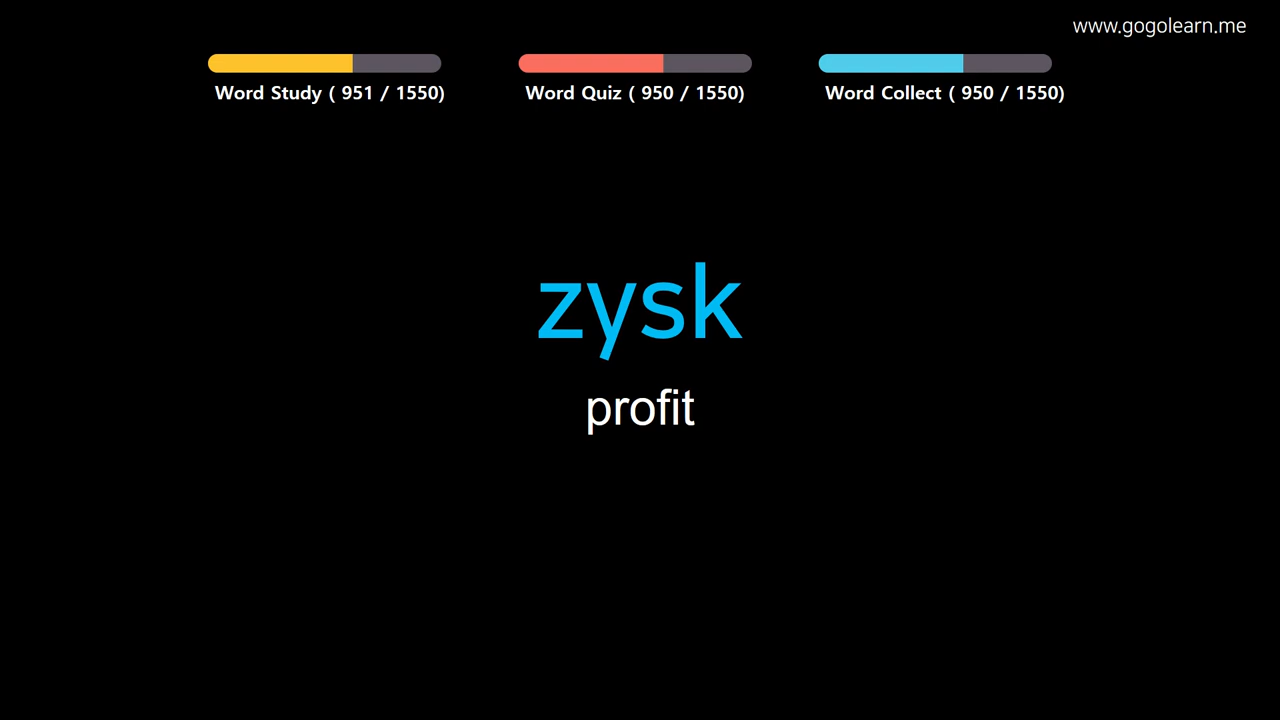 www.gogolearn.me
Word Study ( 951 / 1550)
Word Quiz ( 950 / 1550)
Word Collect ( 950 / 1550)
zysk
profit